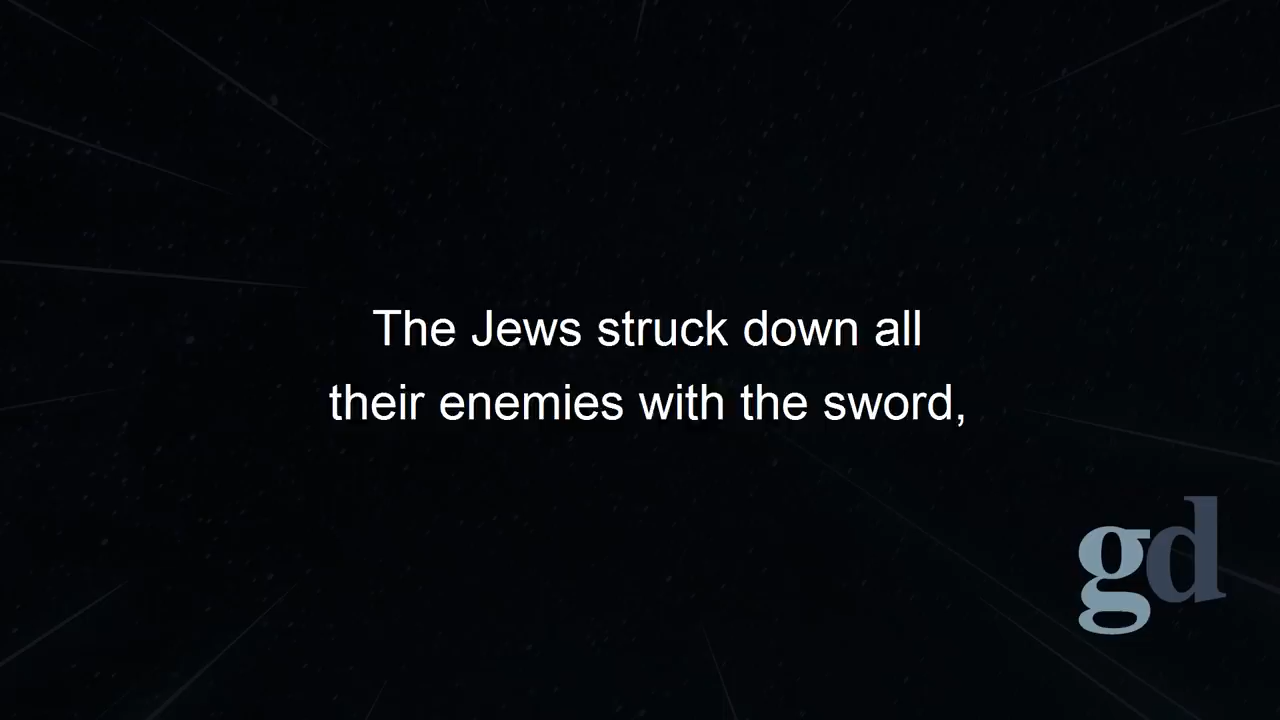 The Jews struck down all
their enemies with the sword,
gd